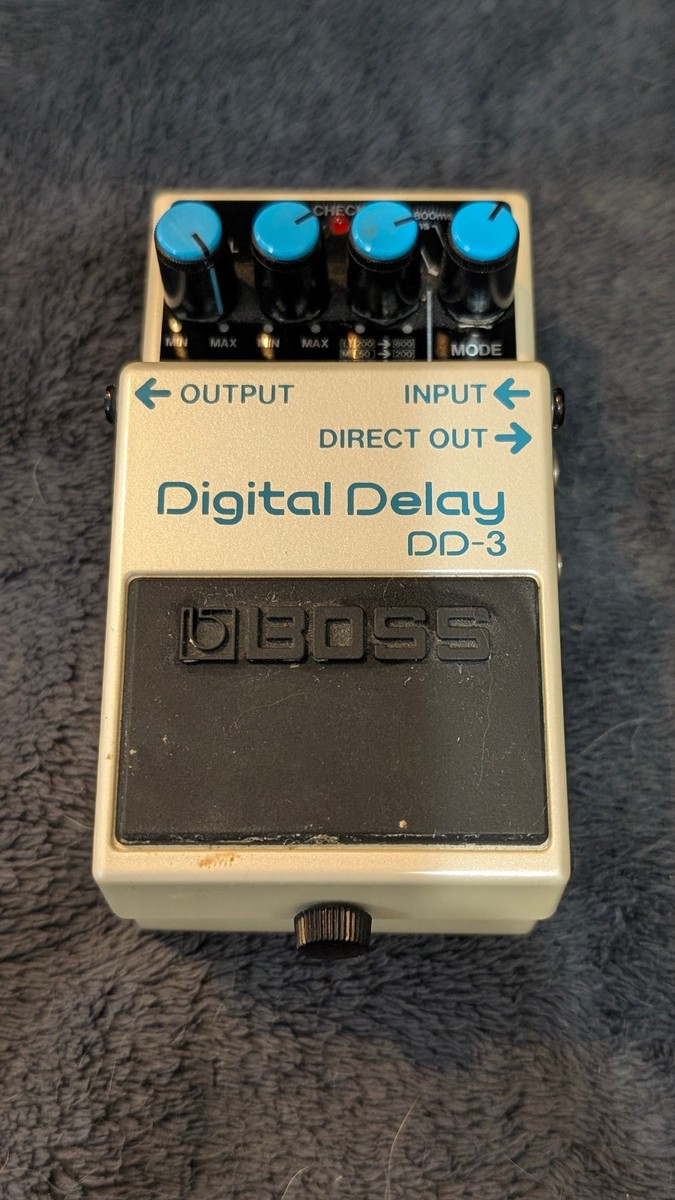 CHECK
800ms
MIN MAX MIN MAX
MODE
OUTPUT INPUT
DIRECT OUT
Digital Delay
DD-3
BOSS